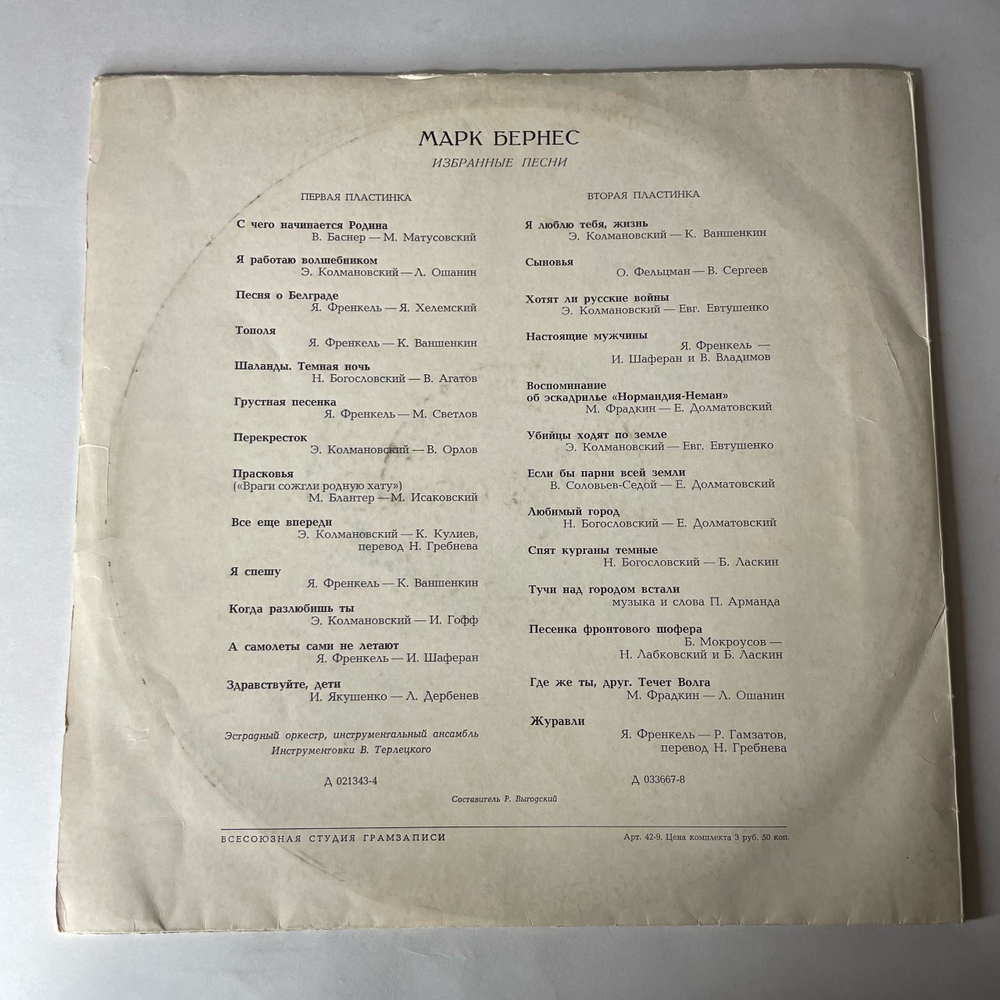 МАРК БЕРНЕС
ИЗБРАННЫЕ ПЕСНИ
ПЕРВАЯ ПЛАСТИНКА
С чего начинается Родина
В. Баснер — М. Матусовский
Я работаю волшебником
Э. Колмановский — Л. Ошанин
Песня о Белграде
Я. Френкель — Я. Хелемский
Тополя
Я. Френкель — К. Ваншенкин
Шаланды. Темная ночь
Н. Богословский — В. Агатов
Грустная песенка
Я. Френкель — М. Светлов
Перекресток
Э. Колмановский — В. Орлов
Прасковья
(«Враги сожгли родную хату»)
М. Блантер — М. Исаковский
Все еще впереди
Э. Колмановский — К. Кулиев,
перевод Н. Гребнева
Я спешу
Я. Френкель — К. Ваншенкин
Когда разлюбишь ты
Э. Колмановский — И. Гофф
А самолеты сами не летают
Я. Френкель — И. Шаферан
Здравствуйте, дети
И. Якушенко — Л. Дербенев
Эстрадный оркестр, инструментальный ансамбль
Инструментовки В. Терлецкого
Д 021343-4
ВТОРАЯ ПЛАСТИНКА
Я люблю тебя, жизнь
Э. Колмановский — К. Ваншенкин
Сыновья
О. Фельцман — В. Сергеев
Хотят ли русские войны
Э. Колмановский — Евг. Евтушенко
Настоящие мужчины
Я. Френкель —
И. Шаферан и В. Владимов
Воспоминание
об эскадрилье «Нормандия-Неман»
М. Фрадкин — Е. Долматовский
Убийцы ходят по земле
Э. Колмановский — Евг. Евтушенко
Если бы парни всей земли
В. Соловьев-Седой — Е. Долматовский
Любимый город
Н. Богословский — Е. Долматовский
Спят курганы темные
Н. Богословский — Б. Ласкин
Тучи над городом встали
музыка и слова П. Арманда
Песенка фронтового шофера
Б. Мокроусов —
Н. Лабковский и Б. Ласкин
Где же ты, друг. Течет Волга
М. Фрадкин — Л. Ошанин
Журавли
Я. Френкель — Р. Гамзатов,
перевод Н. Гребнева
Д 033667-8
Составитель Р. Выгодский
ВСЕСОЮЗНАЯ СТУДИЯ ГРАМЗАПИСИ
Арт. 42-9. Цена комплекта 3 руб. 50 коп.